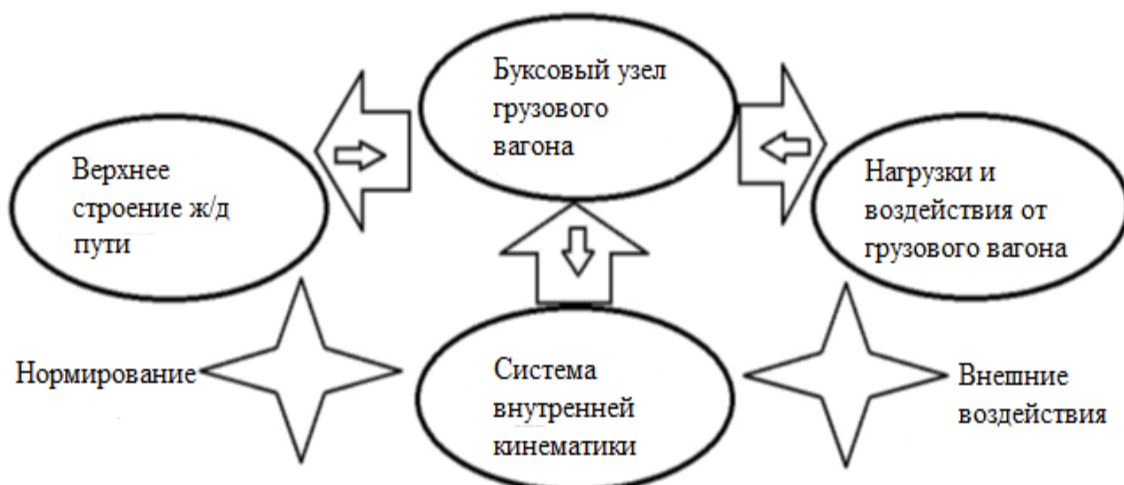 Буксовый узел
грузового
вагона
Верхнее
строение ж/д
пути
Нагрузки и
воздействия от
грузового вагона
Нормирование
Система
внутренней
кинематики
Внешние
воздействия